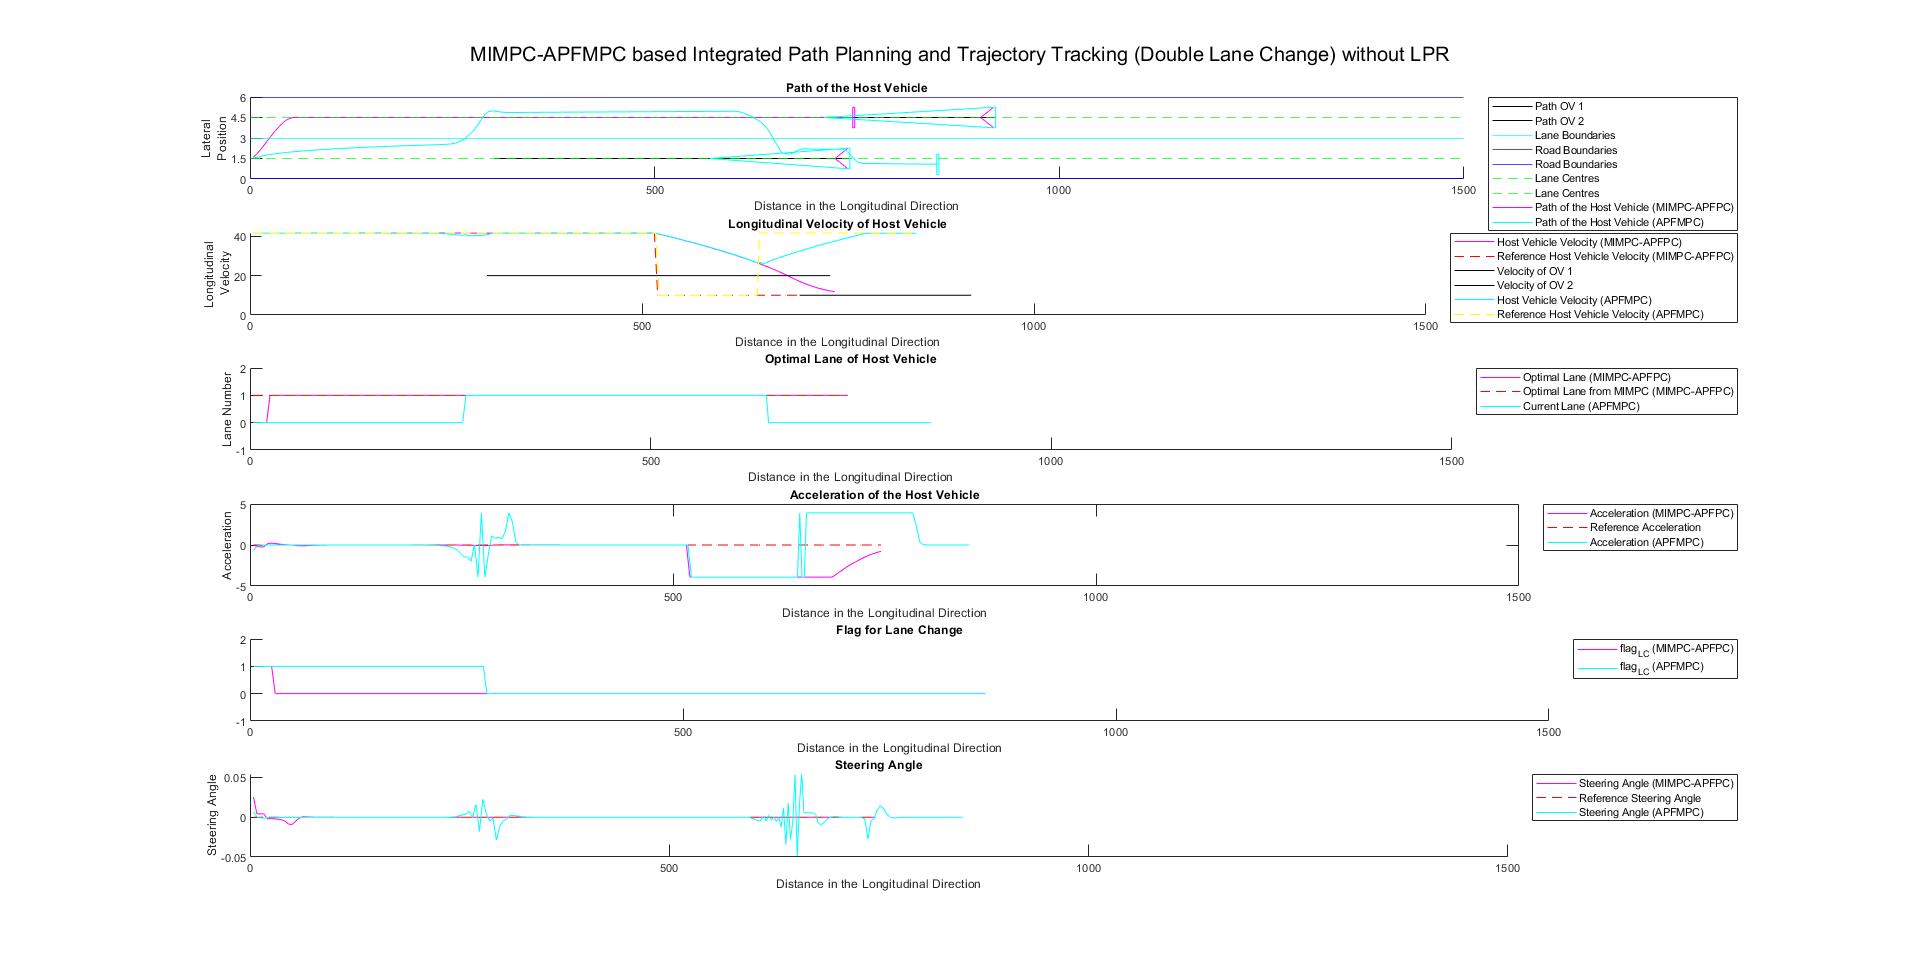 MIMPC-APFMPC based Integrated Path Planning and Trajectory Tracking (Double Lane Change) without LPR
Path of the Host Vehicle
Lateral
Position
6
4.5
3
1.5
0
0
500
1000
1500
Distance in the Longitudinal Direction
Path OV 1
Path OV 2
Lane Boundaries
Road Boundaries
Road Boundaries
Lane Centres
Lane Centres
Path of the Host Vehicle (MIMPC-APFPC)
Path of the Host Vehicle (APFMPC)
Longitudinal Velocity of Host Vehicle
Longitudinal
Velocity
40
20
0
0
500
1000
1500
Distance in the Longitudinal Direction
Host Vehicle Velocity (MIMPC-APFPC)
Reference Host Vehicle Velocity (MIMPC-APFPC)
Velocity of OV 1
Velocity of OV 2
Host Vehicle Velocity (APFMPC)
Reference Host Vehicle Velocity (APFMPC)
Optimal Lane of Host Vehicle
Lane Number
2
1
0
-1
0
500
1000
1500
Distance in the Longitudinal Direction
Optimal Lane (MIMPC-APFPC)
Optimal Lane from MIMPC (MIMPC-APFPC)
Current Lane (APFMPC)
Acceleration of the Host Vehicle
Acceleration
5
0
-5
0
500
1000
1500
Distance in the Longitudinal Direction
Acceleration (MIMPC-APFPC)
Reference Acceleration
Acceleration (APFMPC)
Flag for Lane Change
2
1
0
-1
0
500
1000
1500
Distance in the Longitudinal Direction
flagLC (MIMPC-APFPC)
flagLC (APFMPC)
Steering Angle
Steering Angle
0.05
0
-0.05
0
500
1000
1500
Distance in the Longitudinal Direction
Steering Angle (MIMPC-APFPC)
Reference Steering Angle
Steering Angle (APFMPC)